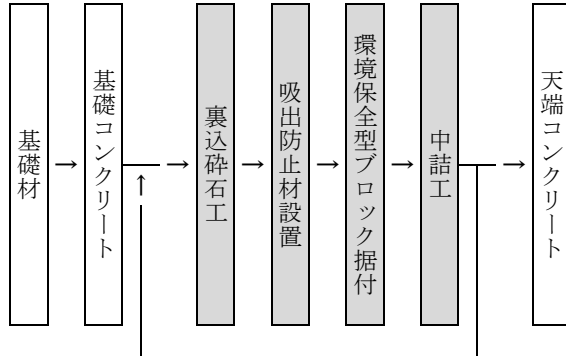 基礎材
→
基礎コンクリート
→
↑
裏込砕石工
→
吸出防止材設置
→
環境保全型ブロック据付
→
中詰工
→
天端コンクリート